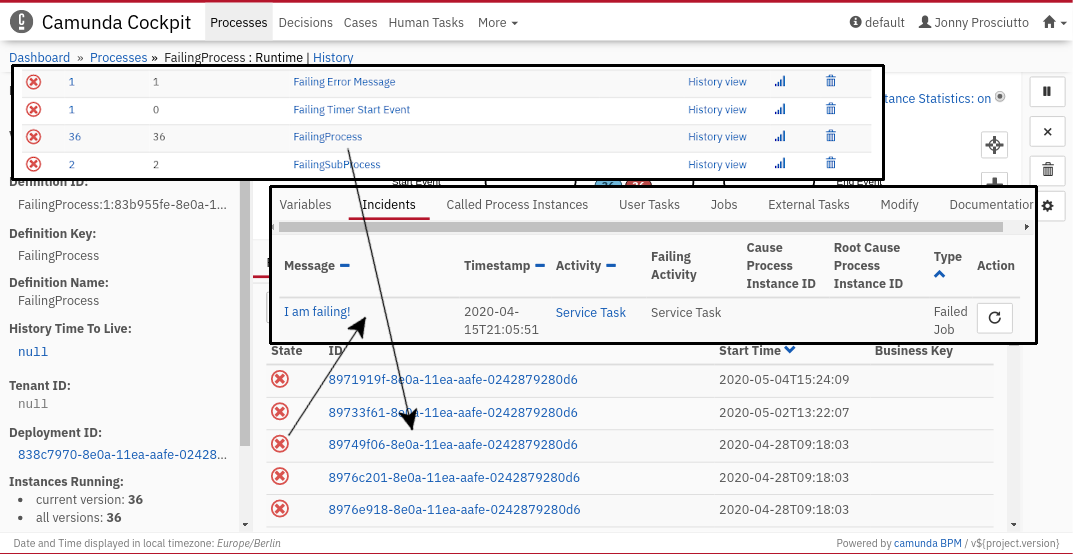 Camunda Cockpit Processes Decisions Cases Human Tasks More default Jonny Prosciutto
Dashboard » Processes » FailingProcess : Runtime | History
1 1 Failing Error Message History view
1 0 Failing Timer Start Event History view
36 36 FailingProcess History view
2 2 FailingSubProcess History view
tance Statistics: on
Definition ID:
FailingProcess:1:83b955fe-8e0a-1...
Definition Key:
FailingProcess
Definition Name:
FailingProcess
History Time To Live:
null
Tenant ID:
null
Deployment ID:
838c7970-8e0a-11ea-aafe-02428...
Instances Running:
current version: 36
all versions: 36
Start Event End Event
Variables Incidents Called Process Instances User Tasks Jobs External Tasks Modify Documentation
Message Timestamp Activity Failing Activity Cause Process Instance ID Root Cause Process Instance ID Type Action
I am failing! 2020-04-15T21:05:51 Service Task Service Task Failed Job
State ID Start Time Business Key
8971919f-8e0a-11ea-aafe-0242879280d6 2020-05-04T15:24:09
89733f61-8e0a-11ea-aafe-0242879280d6 2020-05-02T13:22:07
89749f06-8e0a-11ea-aafe-0242879280d6 2020-04-28T09:18:03
8976c201-8e0a-11ea-aafe-0242879280d6 2020-04-28T09:18:03
8976e918-8e0a-11ea-aafe-0242879280d6 2020-04-28T09:18:03
Date and Time displayed in local timezone: Europe/Berlin
Powered by camunda BPM / v${project.version}